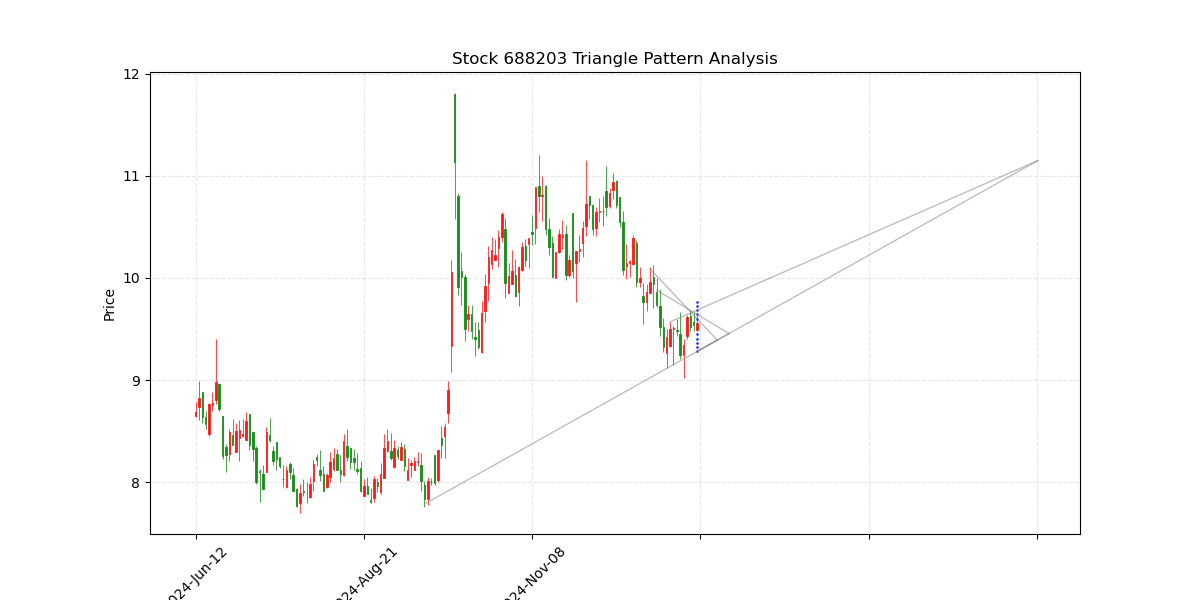 Stock 688203 Triangle Pattern Analysis
12
11
10
9
8
Price
024-Jun-12
024-Aug-21
024-Nov-08